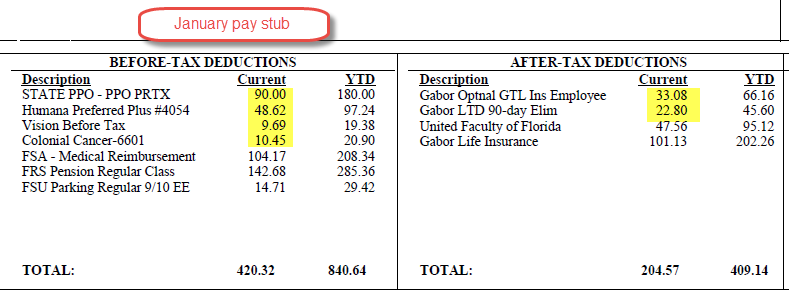 January pay stub
BEFORE-TAX DEDUCTIONS
Description Current YTD
STATE PPO - PPO PRTX 90.00 180.00
Humana Preferred Plus #4054 48.62 97.24
Vision Before Tax 9.69 19.38
Colonial Cancer-6601 10.45 20.90
FSA - Medical Reimbursement 104.17 208.34
FRS Pension Regular Class 142.68 285.36
FSU Parking Regular 9/10 EE 14.71 29.42
TOTAL: 420.32 840.64
AFTER-TAX DEDUCTIONS
Description Current YTD
Gabor Optnal GTL Ins Employee 33.08 66.16
Gabor LTD 90-day Elim 22.80 45.60
United Faculty of Florida 47.56 95.12
Gabor Life Insurance 101.13 202.26
TOTAL: 204.57 409.14